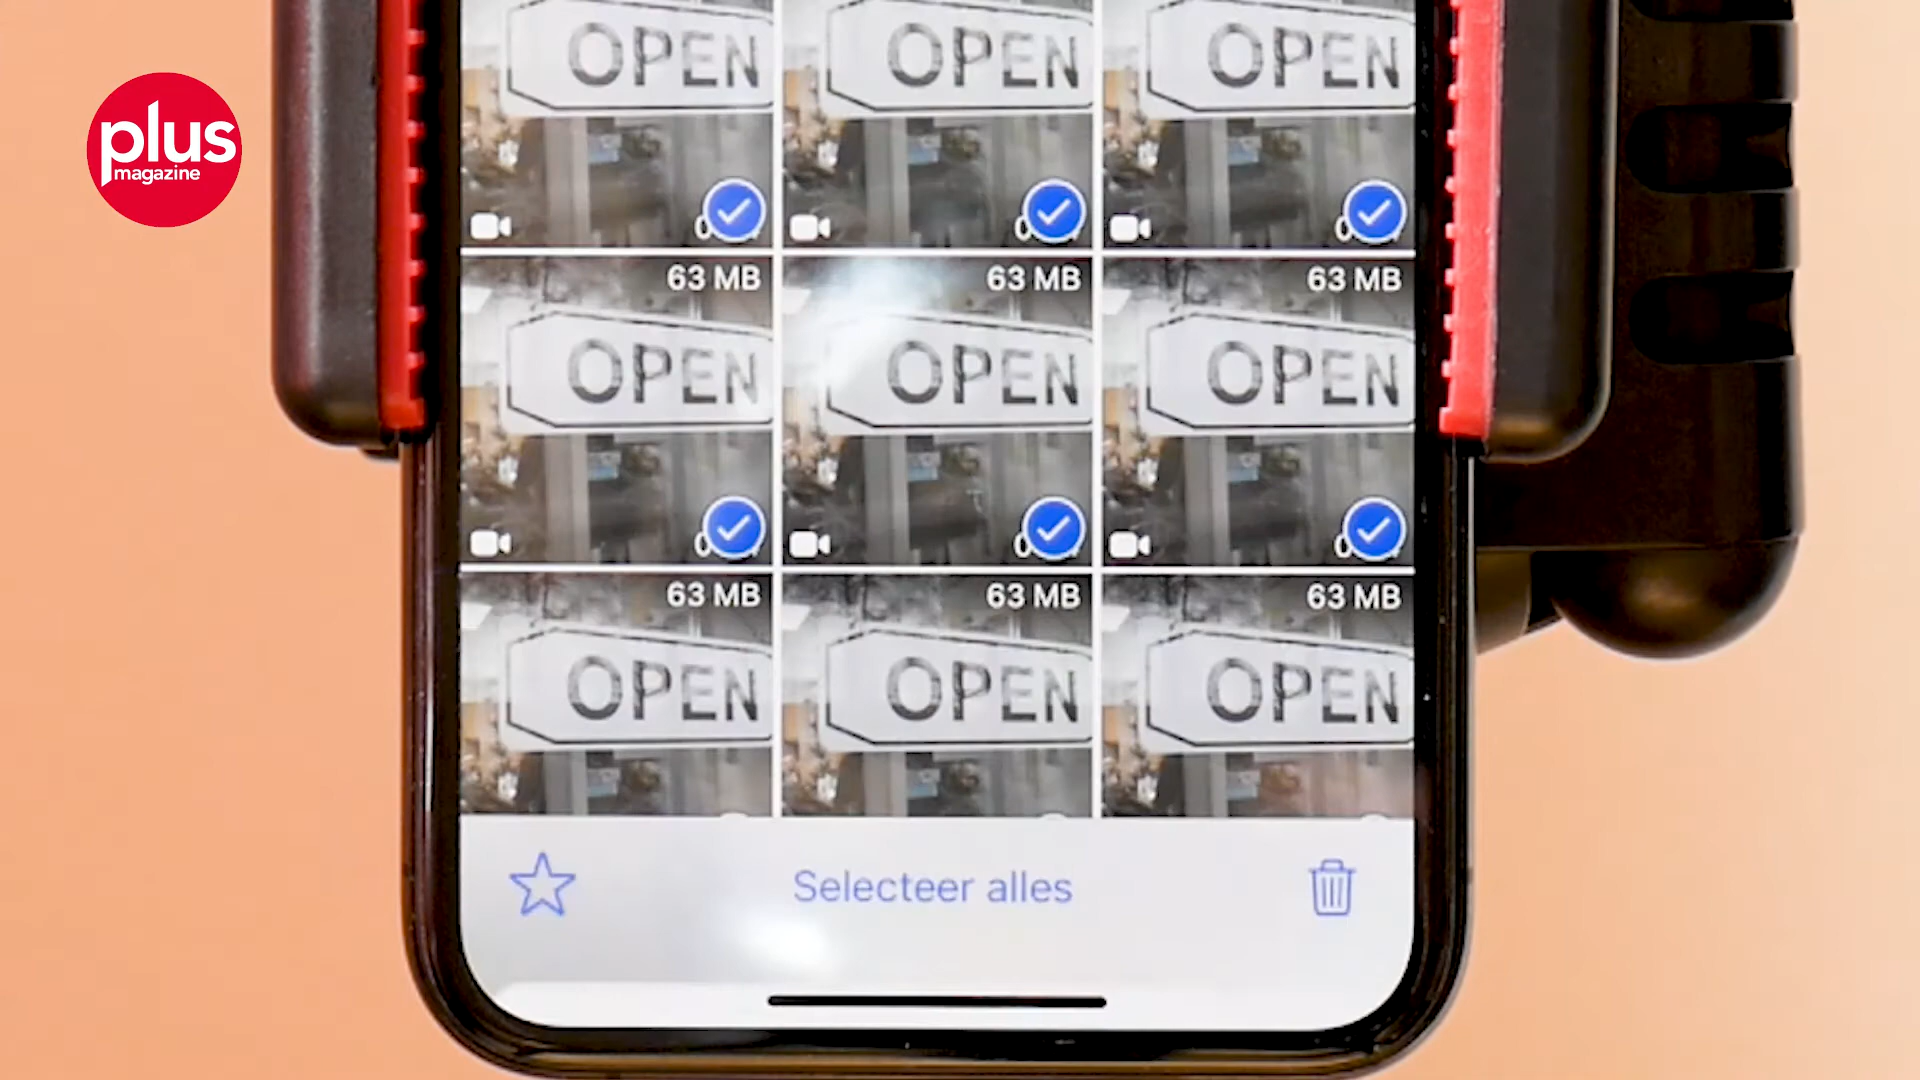 plus
magazine
OPEN OPEN OPEN
63 MB 63 MB 63 MB
OPEN OPEN OPEN
63 MB 63 MB 63 MB
OPEN OPEN OPEN
Selecteer alles